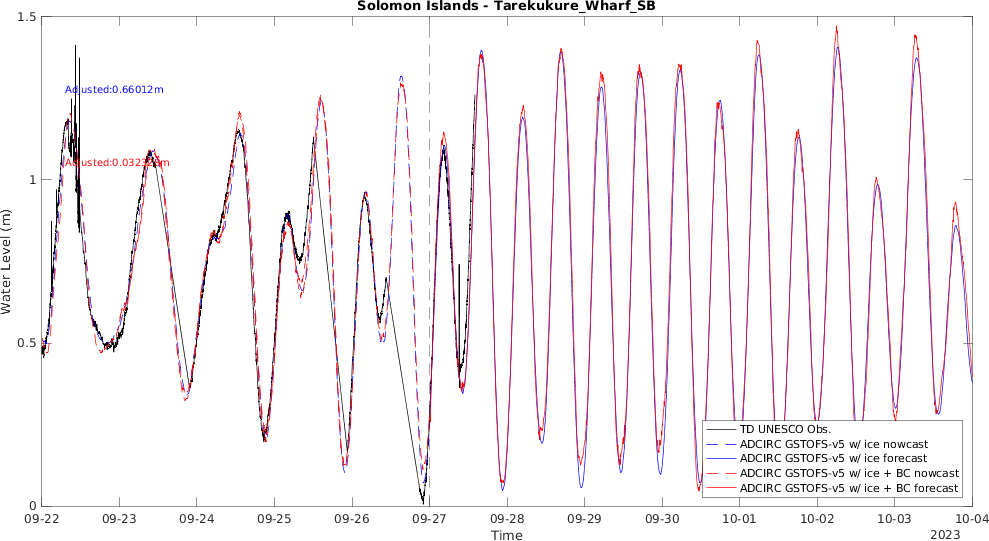 Solomon Islands - Tarekukure_Wharf_SB
1.5
1
0.5
0
Water Level (m)
Adjusted:0.66012m
09-22
09-23
09-24
09-25
09-26
09-27
09-28
09-29
09-30
10-01
10-02
10-03
10-04
Time
2023
TD UNESCO Obs.
ADCIRC GSTOFS-v5 w/ ice nowcast
ADCIRC GSTOFS-v5 w/ ice forecast
ADCIRC GSTOFS-v5 w/ ice + BC nowcast
ADCIRC GSTOFS-v5 w/ ice + BC forecast